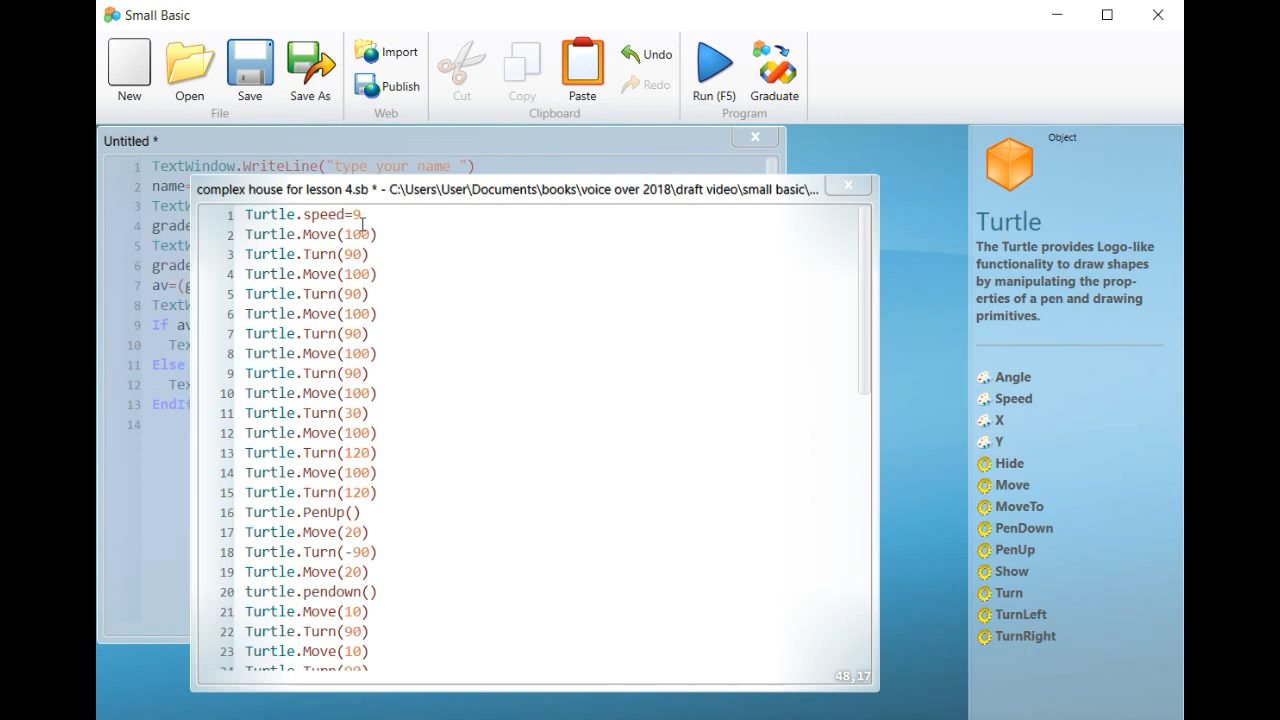 Small Basic
New
Open
Save
Save As
Import
Publish
Cut
Copy
Paste
Undo
Redo
Run (F5)
Graduate
File
Web
Clipboard
Program
Untitled *
1 TextWindow.WriteLine("type your name ")
2 name=
3 TextW
4 grade
5 TextW
6 grade
7 av=(g
8 TextW
9 If av
10 Tex
11 Else
12 Tex
13 EndIf
14
complex house for lesson 4.sb * - C:\Users\User\Documents\books\voice over 2018\draft video\small basic\...
1 Turtle.speed=9
2 Turtle.Move(100)
3 Turtle.Turn(90)
4 Turtle.Move(100)
5 Turtle.Turn(90)
6 Turtle.Move(100)
7 Turtle.Turn(90)
8 Turtle.Move(100)
9 Turtle.Turn(90)
10 Turtle.Move(100)
11 Turtle.Turn(30)
12 Turtle.Move(100)
13 Turtle.Turn(120)
14 Turtle.Move(100)
15 Turtle.Turn(120)
16 Turtle.PenUp()
17 Turtle.Move(20)
18 Turtle.Turn(-90)
19 Turtle.Move(20)
20 turtle.pendown()
21 Turtle.Move(10)
22 Turtle.Turn(90)
23 Turtle.Move(10)
24 Turtle.Turn(90)
48,17
Object
Turtle
The Turtle provides Logo-like
functionality to draw shapes
by manipulating the prop-
erties of a pen and drawing
primitives.
Angle
Speed
X
Y
Hide
Move
MoveTo
PenDown
PenUp
Show
Turn
TurnLeft
TurnRight